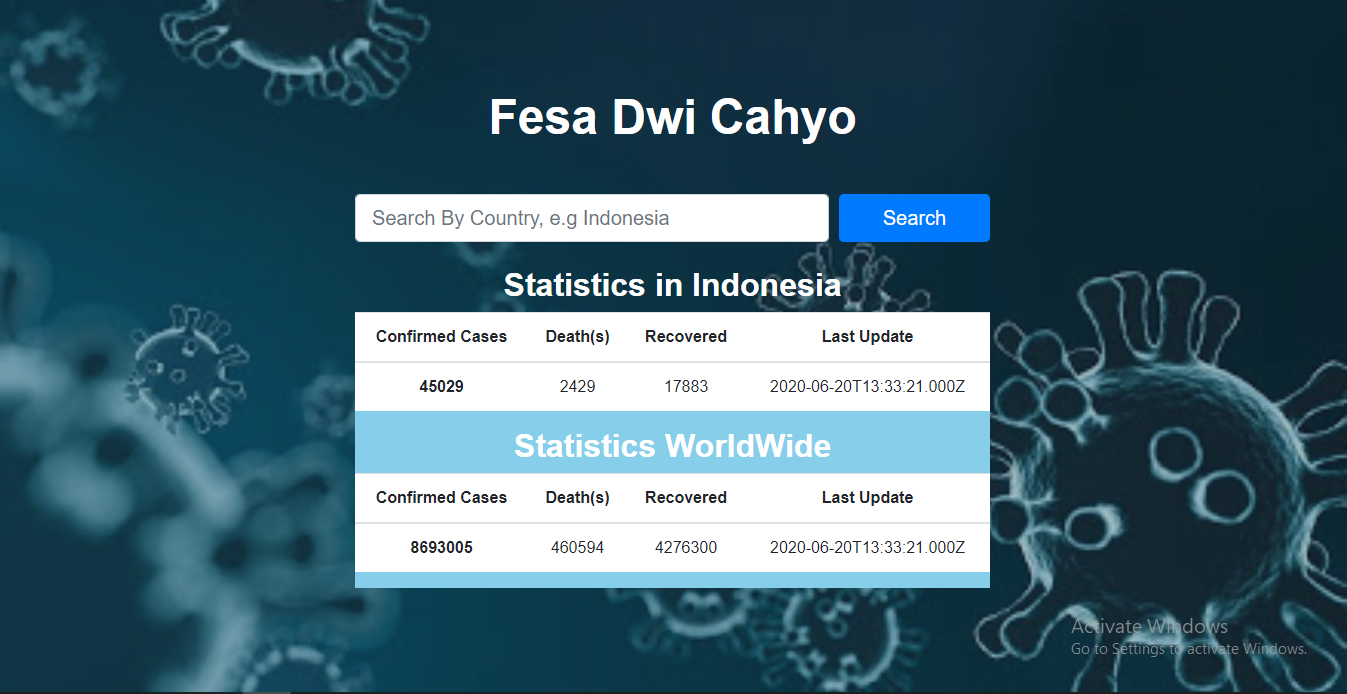 Fesa Dwi Cahyo
Search By Country, e.g Indonesia Search
Statistics in Indonesia
Confirmed Cases Death(s) Recovered Last Update
45029 2429 17883 2020-06-20T13:33:21.000Z
Statistics WorldWide
Confirmed Cases Death(s) Recovered Last Update
8693005 460594 4276300 2020-06-20T13:33:21.000Z
Activate Windows
Go to Settings to activate Windows.